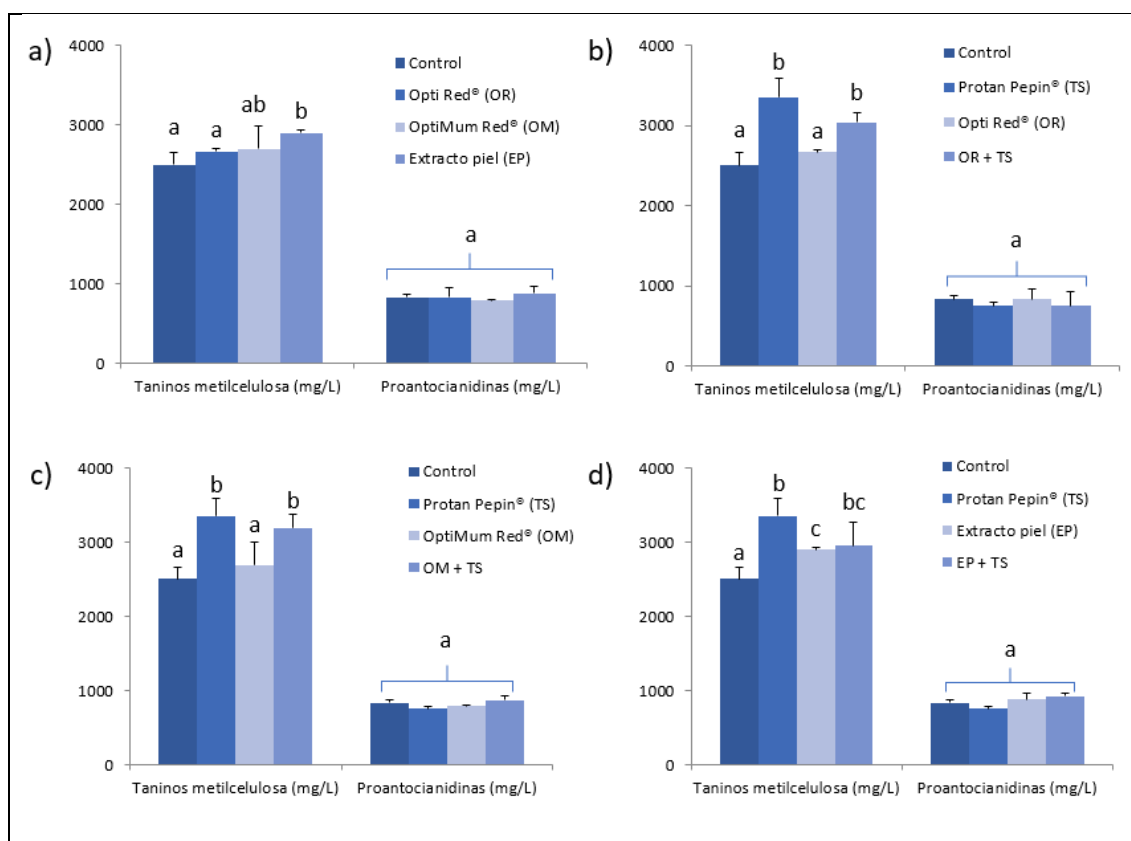 a)
4000
3000
2000
1000
0
a
a
ab
b
a
Control
Opti Red® (OR)
OptiMum Red® (OM)
Extracto piel (EP)
Taninos metilcelulosa (mg/L)
Proantocianidinas (mg/L)
b)
4000
3000
2000
1000
0
a
b
a
b
a
Control
Protan Pepin® (TS)
Opti Red® (OR)
OR + TS
Taninos metilcelulosa (mg/L)
Proantocianidinas (mg/L)
c)
4000
3000
2000
1000
0
a
b
a
b
a
Control
Protan Pepin® (TS)
OptiMum Red® (OM)
OM + TS
Taninos metilcelulosa (mg/L)
Proantocianidinas (mg/L)
d)
4000
3000
2000
1000
0
a
b
c
bc
a
Control
Protan Pepin® (TS)
Extracto piel (EP)
EP + TS
Taninos metilcelulosa (mg/L)
Proantocianidinas (mg/L)